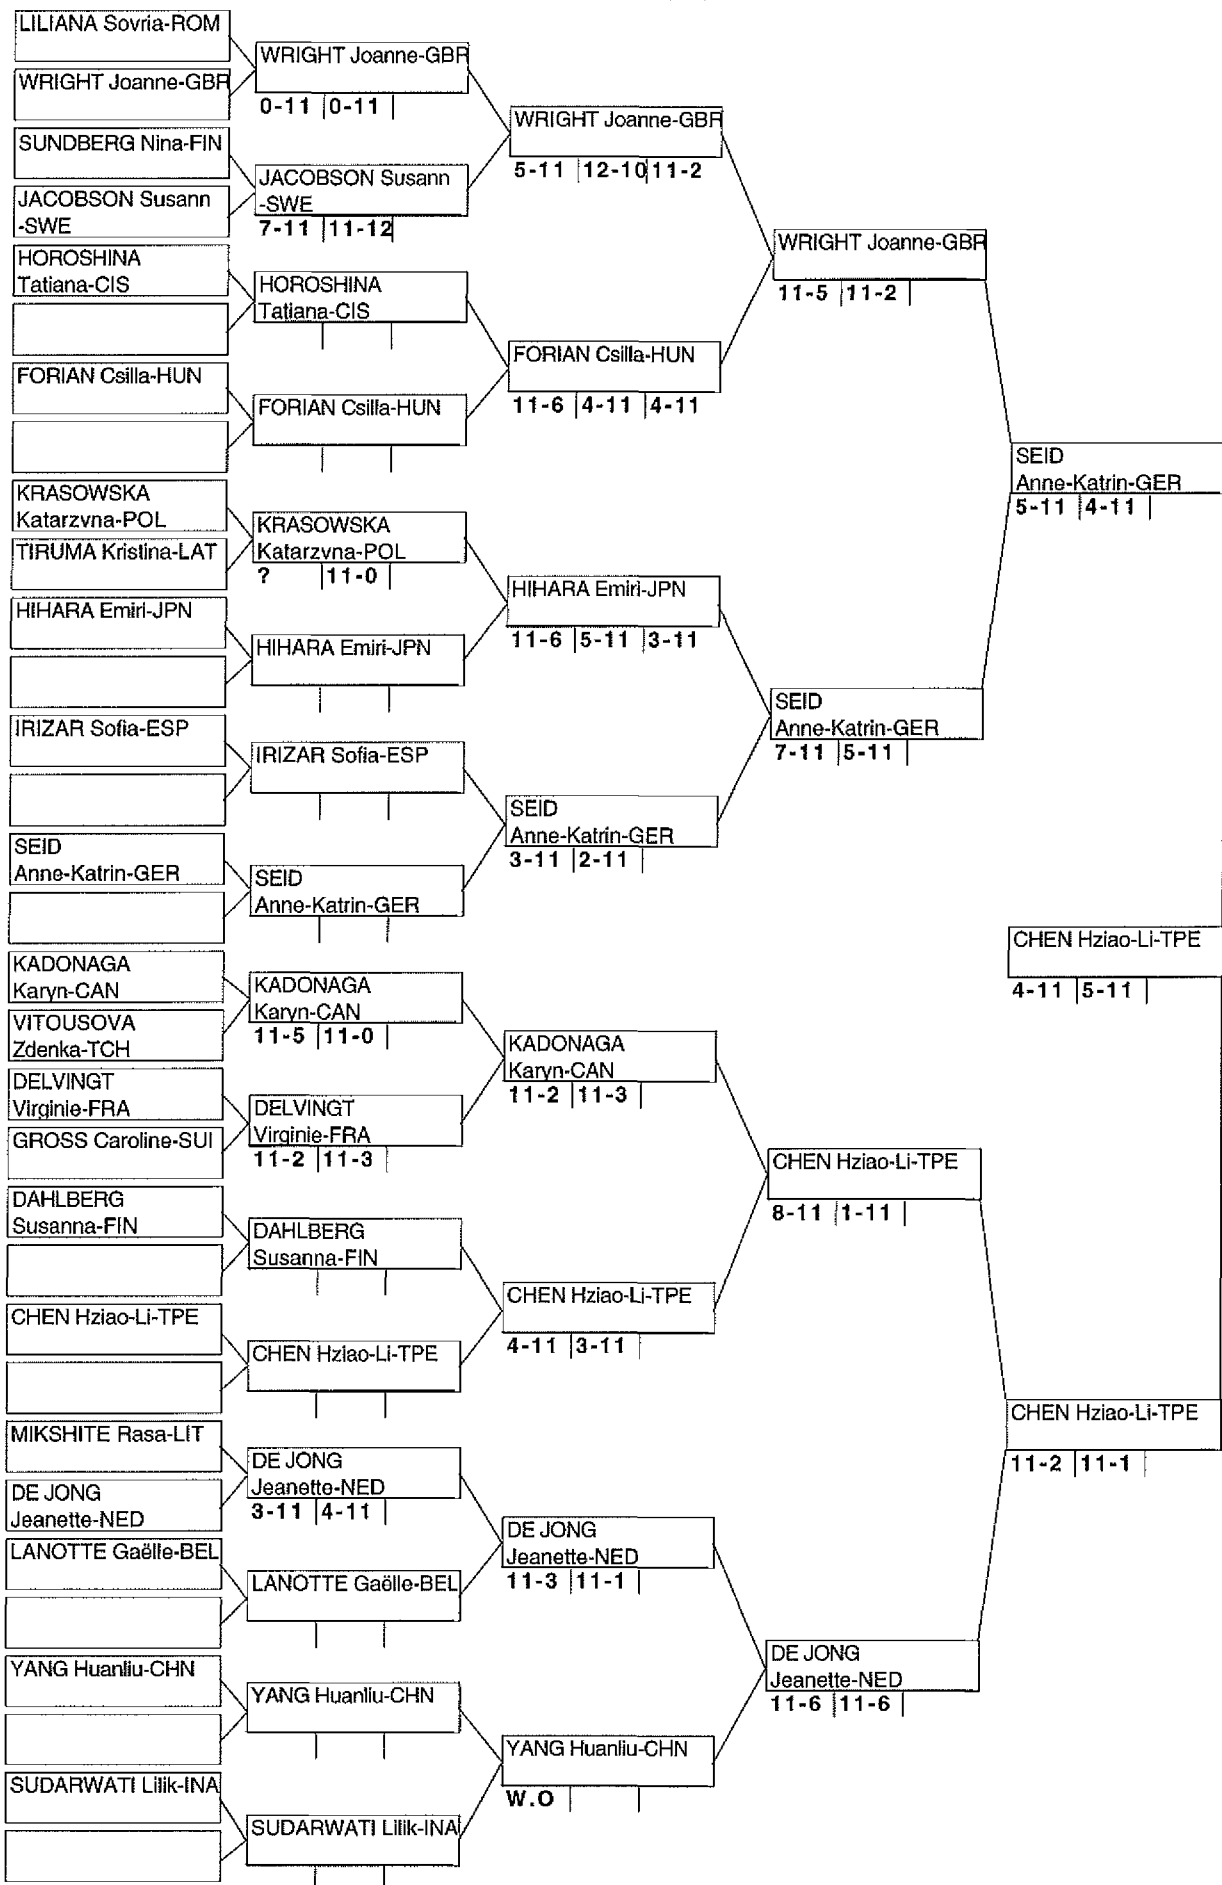 LILIANA Sovria-ROM
WRIGHT Joanne-GBR
SUNDBERG Nina-FIN
JACOBSON Susann
-SWE
HOROSHINA
Tatiana-CIS
FORIAN Csilla-HUN
KRASOWSKA
Katarzvna-POL
TIRUMA Kristina-LAT
HIHARA Emiri-JPN
IRIZAR Sofia-ESP
SEID
Anne-Katrin-GER
KADONAGA
Karyn-CAN
VITOUSOVA
Zdenka-TCH
DELVINGT
Virginie-FRA
GROSS Caroline-SUI
DAHLBERG
Susanna-FIN
CHEN Hziao-Li-TPE
MIKSHITE Rasa-LIT
DE JONG
Jeanette-NED
LANOTTE Gaëlle-BEL
YANG Huanliu-CHN
SUDARWATI Lilik-INA
WRIGHT Joanne-GBR
0-11 0-11
JACOBSON Susann
-SWE
7-11 11-12
HOROSHINA
Tatiana-CIS
FORIAN Csilla-HUN
KRASOWSKA
Katarzvna-POL
? 11-0
HIHARA Emiri-JPN
IRIZAR Sofia-ESP
SEID
Anne-Katrin-GER
KADONAGA
Karyn-CAN
11-5 11-0
DELVINGT
Virginie-FRA
11-2 11-3
DAHLBERG
Susanna-FIN
CHEN Hziao-Li-TPE
DE JONG
Jeanette-NED
3-11 4-11
LANOTTE Gaëlle-BEL
YANG Huanliu-CHN
SUDARWATI Lilik-INA
WRIGHT Joanne-GBR
5-11 12-10 11-2
FORIAN Csilla-HUN
11-6 4-11 4-11
HIHARA Emiri-JPN
11-6 5-11 3-11
SEID
Anne-Katrin-GER
3-11 2-11
KADONAGA
Karyn-CAN
11-2 11-3
CHEN Hziao-Li-TPE
4-11 3-11
DE JONG
Jeanette-NED
11-3 11-1
YANG Huanliu-CHN
W.O
WRIGHT Joanne-GBR
11-5 11-2
SEID
Anne-Katrin-GER
7-11 5-11
CHEN Hziao-Li-TPE
8-11 1-11
DE JONG
Jeanette-NED
11-6 11-6
SEID
Anne-Katrin-GER
5-11 4-11
CHEN Hziao-Li-TPE
4-11 5-11
CHEN Hziao-Li-TPE
11-2 11-1